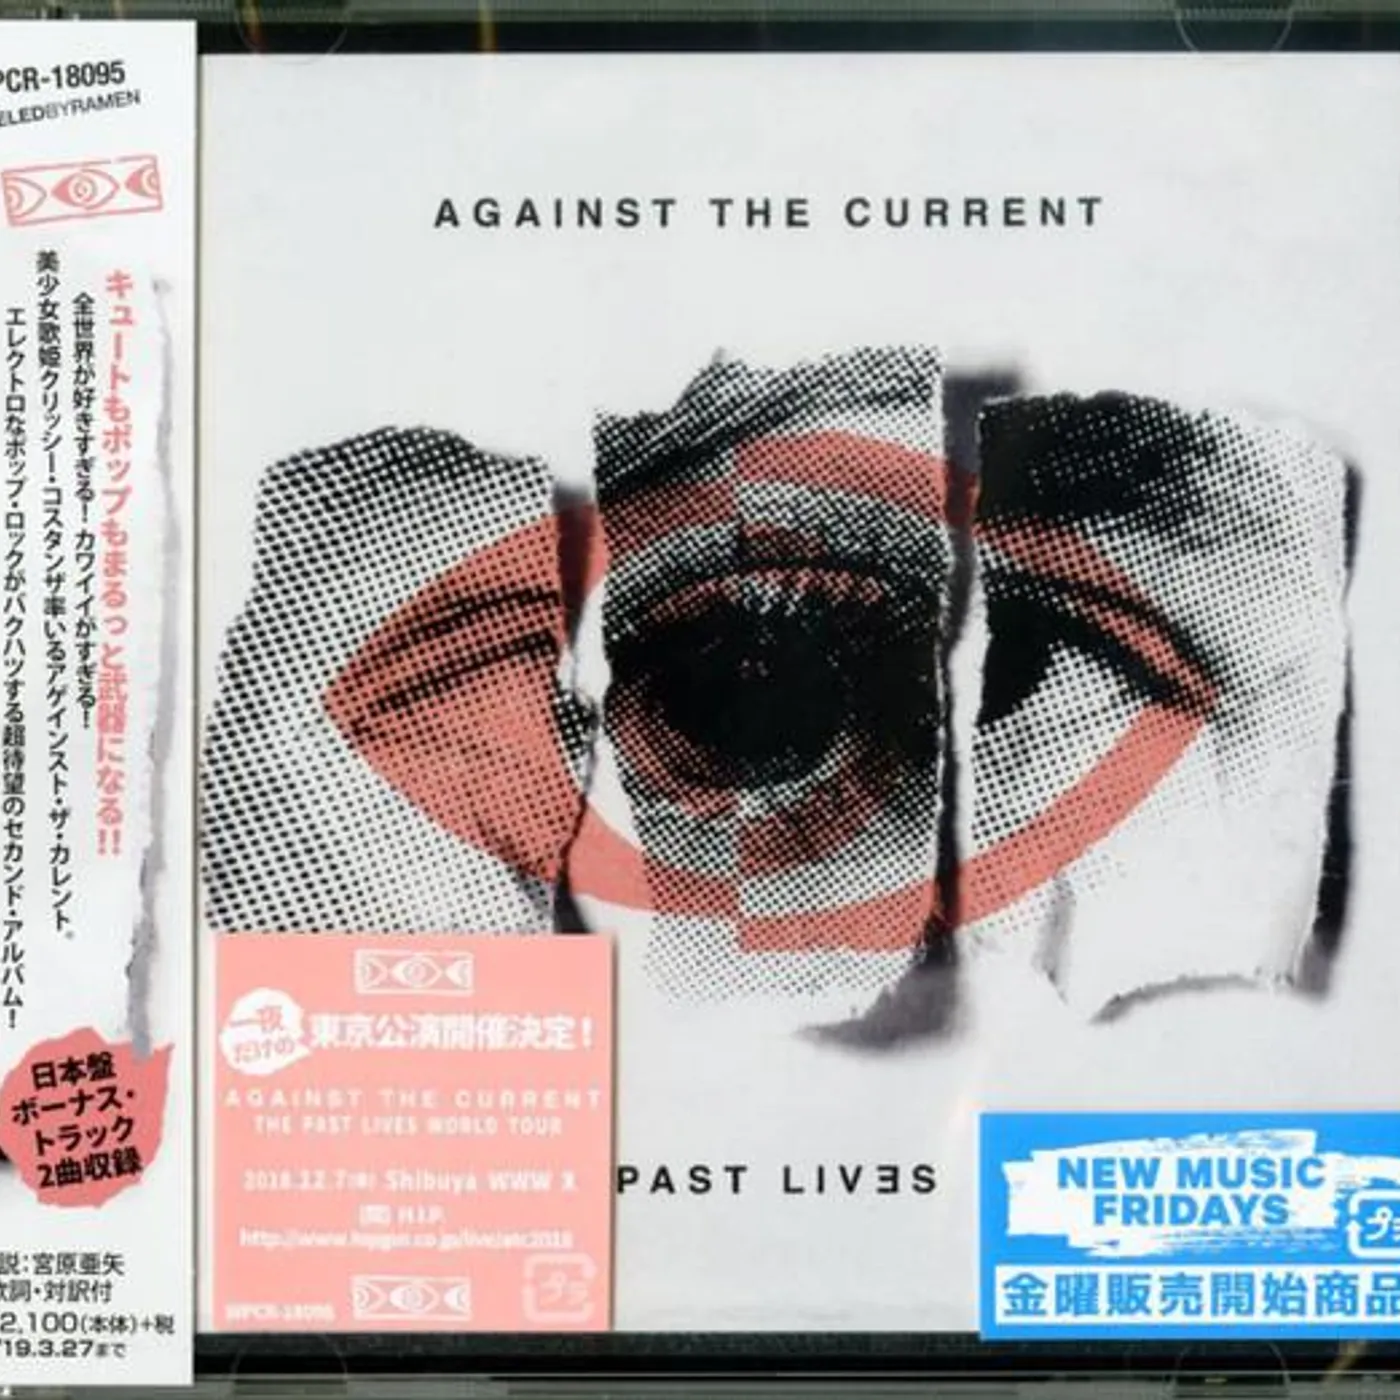 PCR-18095
ELEDBYRAMEN
キュートもポップもまるっと武器になる!!
全世界が好きすぎる!カワイイがすぎる!
美少女歌姫クリッシー・コスタンザ率いるアゲインスト・ザ・カレント。
エレクトロなポップ・ロックがバクハツする超待望のセカンド・アルバム!
日本盤
ボーナス・
トラック
2曲収録
説:宮原亜矢
歌詞・対訳付
2,100(本体)+税
'19.3.27まで
AGAINST THE CURRENT
一夜
だけの
東京公演開催決定!
AGAINST THE CURRENT
THE PAST LIVES WORLD TOUR
2018.12.7 Shibuya WWW X
H.I.P.
WPCR-18095
プラ
PAST LIVƎS
NEW MUSIC
FRIDAYS
プラ
金曜販売開始商品